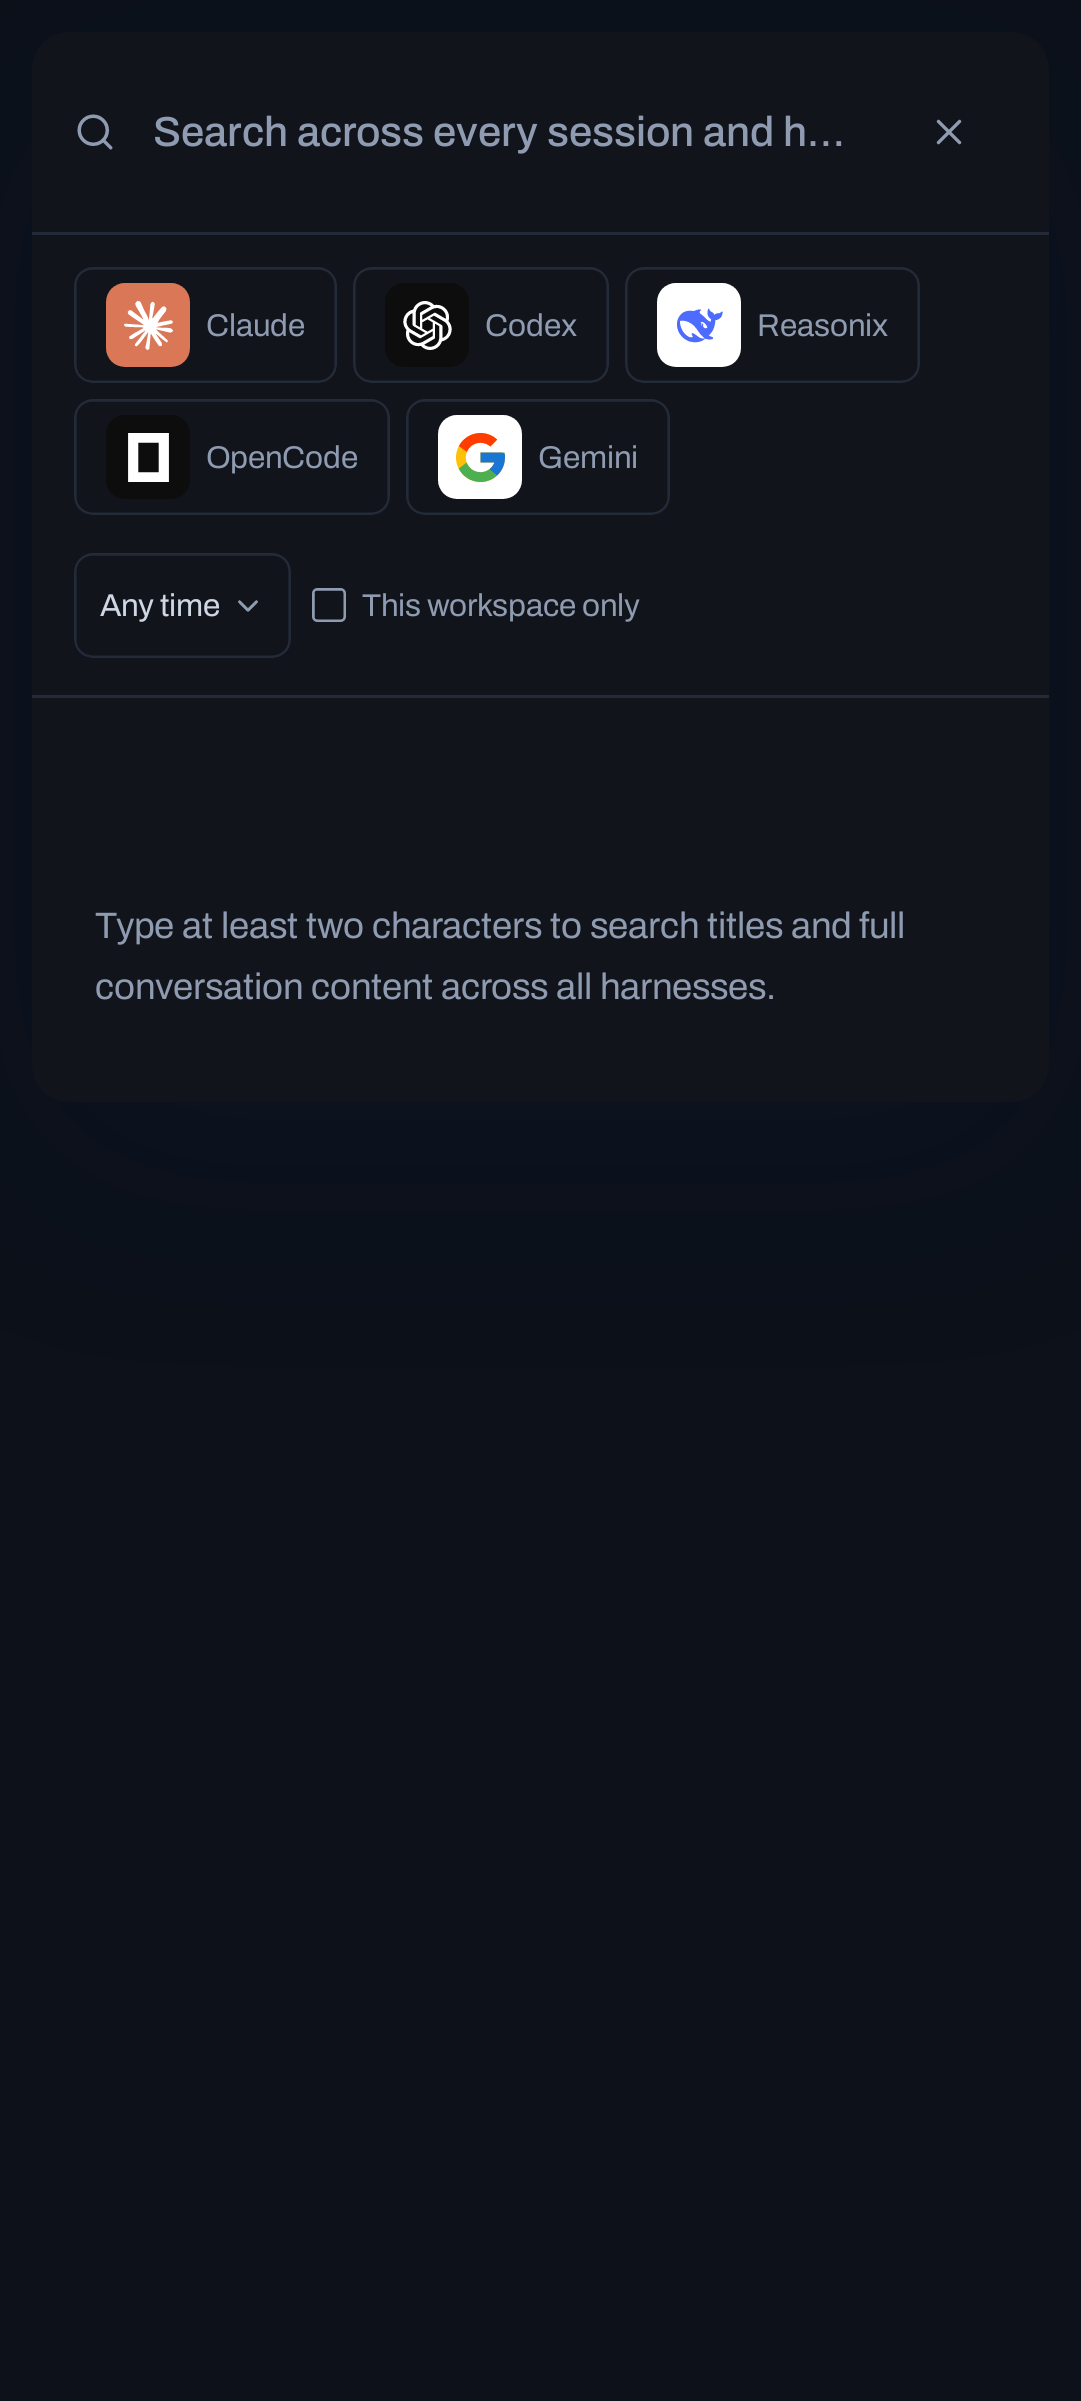 Search across every session and h...
Claude
Codex
Reasonix
OpenCode
Gemini
Any time
This workspace only
Type at least two characters to search titles and full
conversation content across all harnesses.